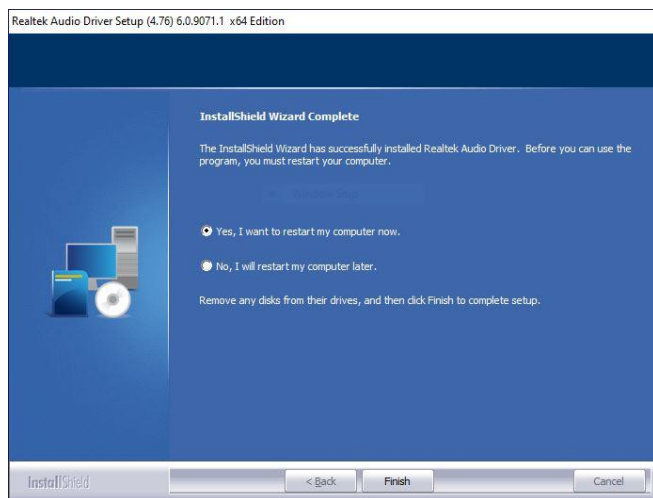 Realtek Audio Driver Setup (4.76) 6.0.9071.1 x64 Edition
InstallShield Wizard Complete
The InstallShield Wizard has successfully installed Realtek Audio Driver. Before you can use the
program, you must restart your computer.
Yes, I want to restart my computer now.
No, I will restart my computer later.
Remove any disks from their drives, and then click Finish to complete setup.
InstallShield
< Back
Finish
Cancel